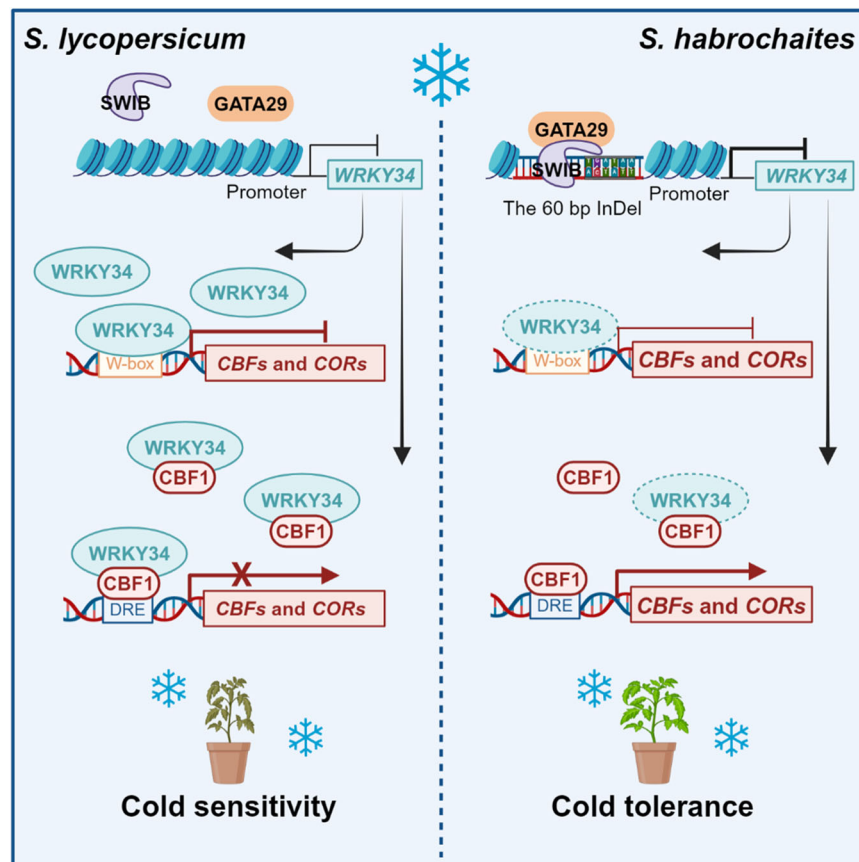 S. lycopersicum
SWIB
GATA29
Promoter
WRKY34
WRKY34
WRKY34
WRKY34
W-box
CBFs and CORs
WRKY34
CBF1
WRKY34
CBF1
WRKY34
CBF1
DRE
X
CBFs and CORs
Cold sensitivity
S. habrochaites
GATA29
SWIB
The 60 bp InDel
Promoter
WRKY34
WRKY34
W-box
CBFs and CORs
CBF1
WRKY34
CBF1
CBF1
DRE
CBFs and CORs
Cold tolerance